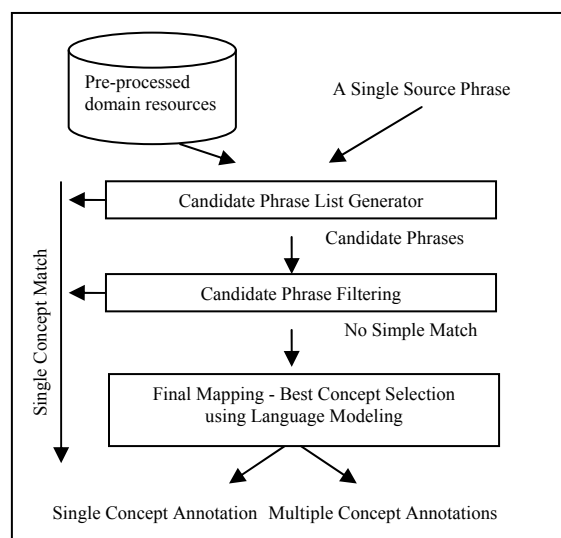 Pre-processed
domain resources
A Single Source Phrase
Candidate Phrase List Generator
Candidate Phrases
Single Concept Match
Candidate Phrase Filtering
No Simple Match
Final Mapping - Best Concept Selection
using Language Modeling
Single Concept Annotation Multiple Concept Annotations